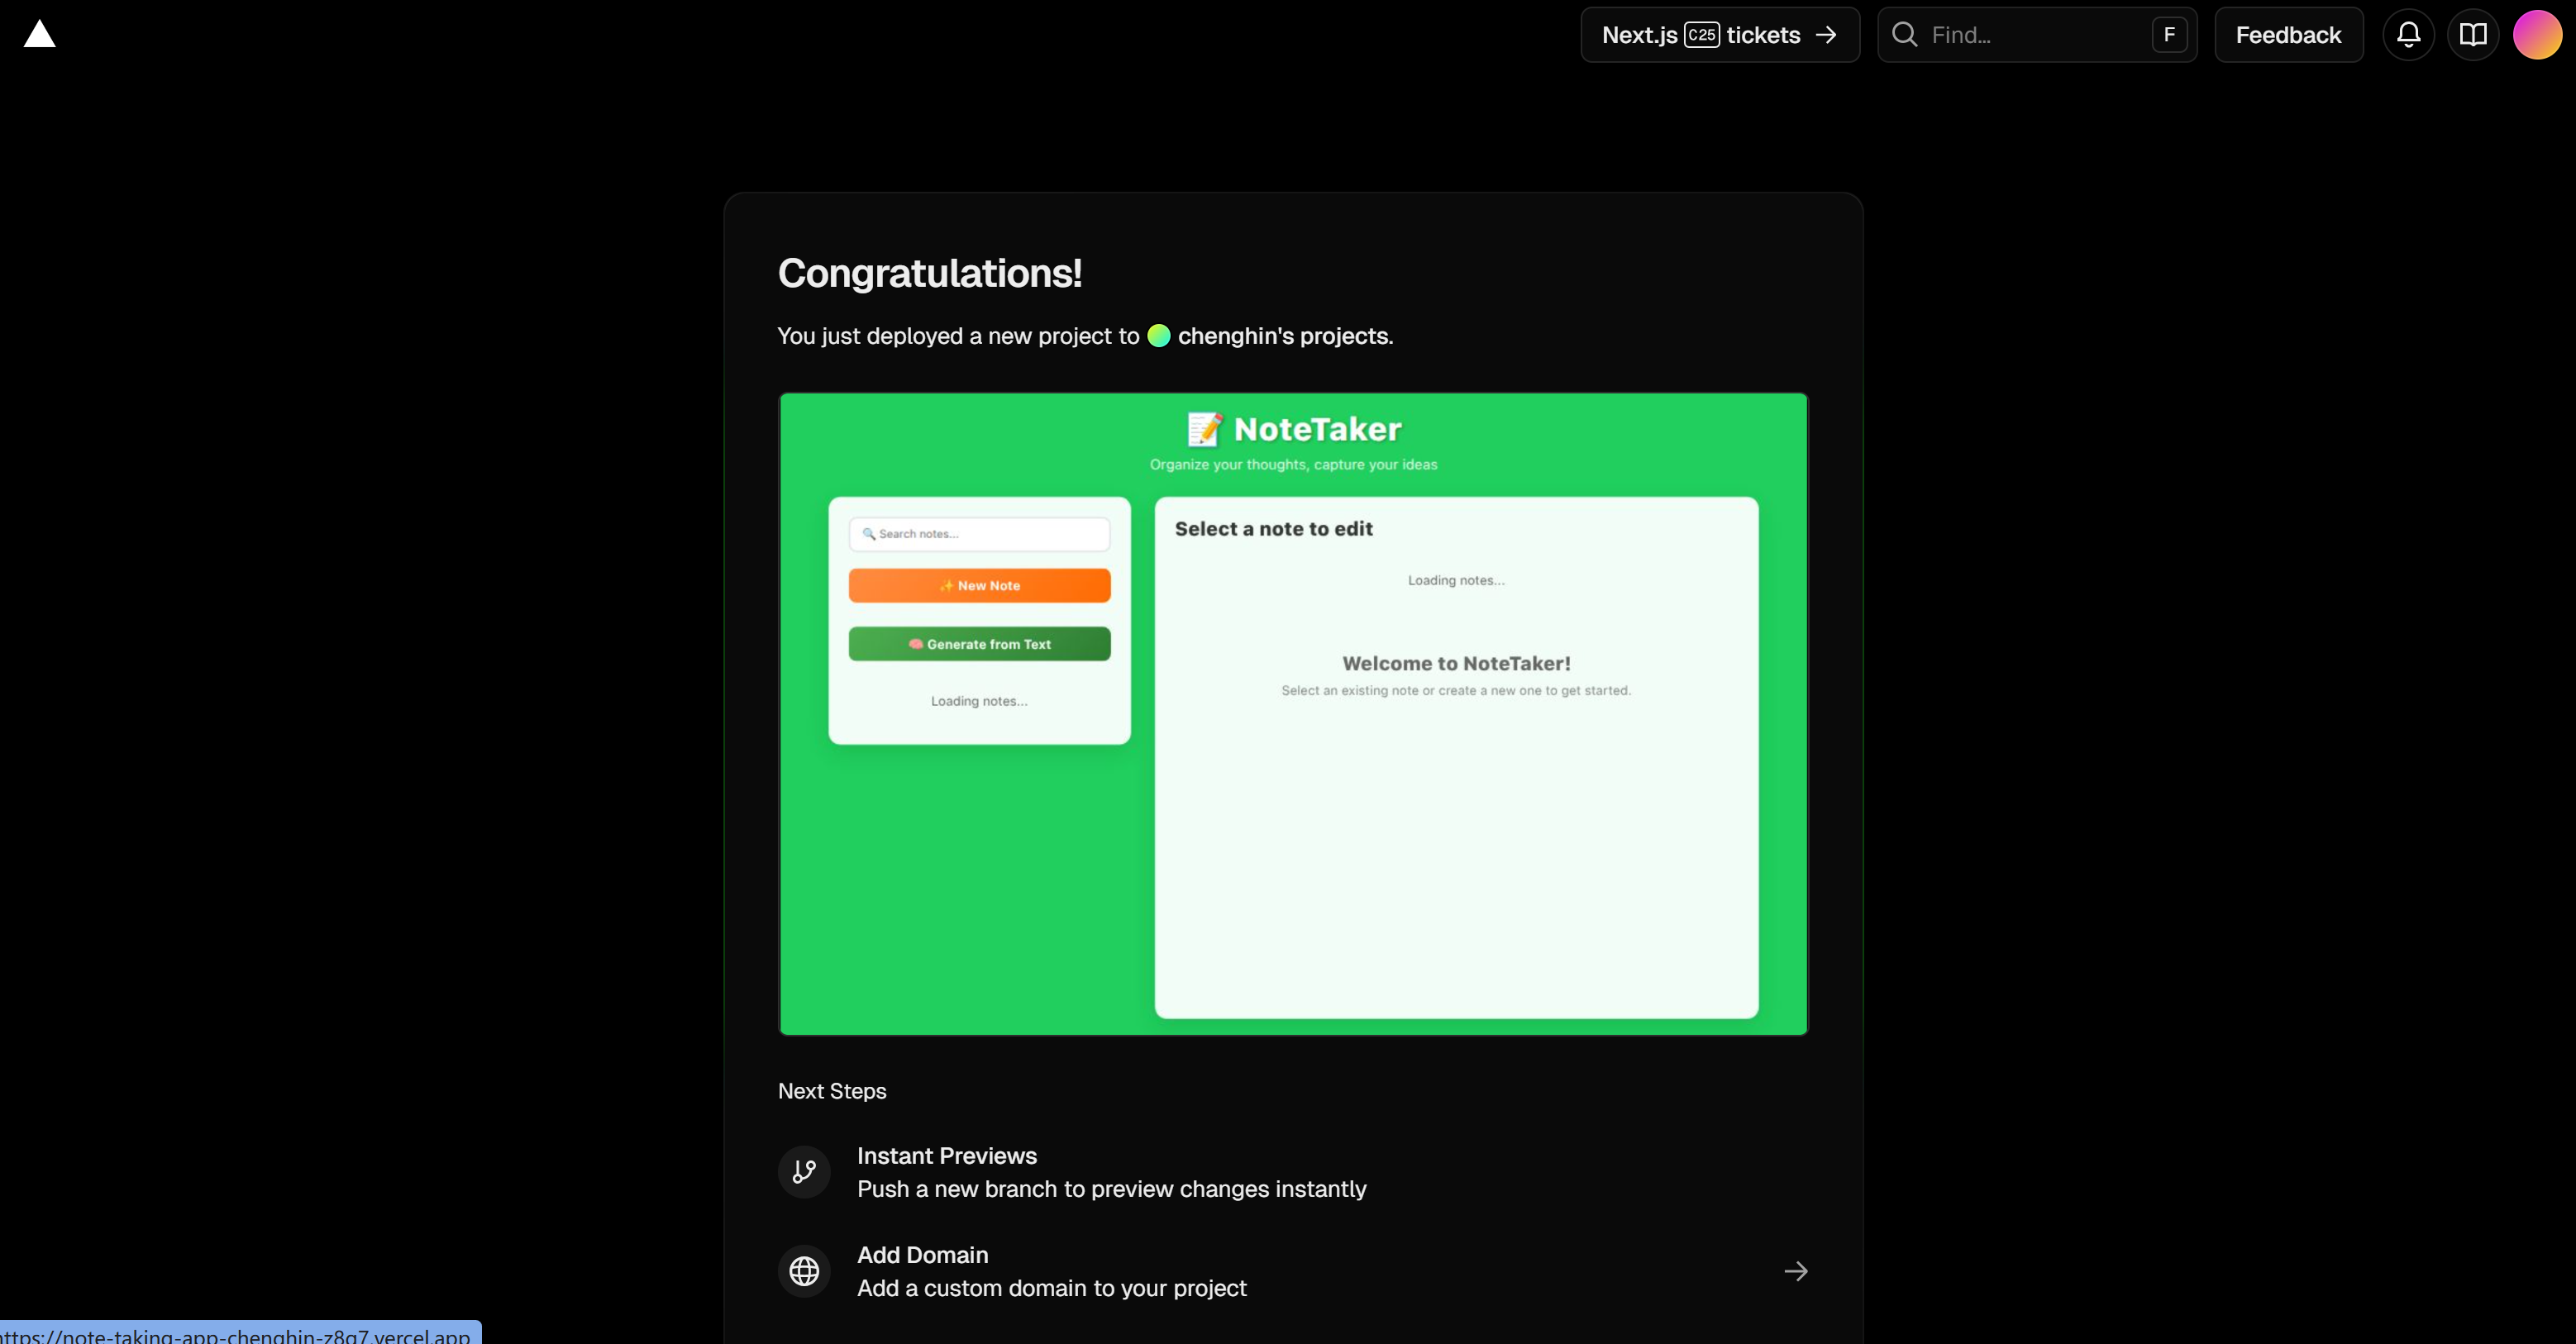 Next.js C25 tickets →
Find...
F
Feedback
Congratulations!
You just deployed a new project to chenghin's projects.
📝 NoteTaker
Organize your thoughts, capture your ideas
🔍 Search notes...
✨ New Note
🧠 Generate from Text
Loading notes...
Select a note to edit
Loading notes...
Welcome to NoteTaker!
Select an existing note or create a new one to get started.
Next Steps
Instant Previews
Push a new branch to preview changes instantly
Add Domain
Add a custom domain to your project
https://note-taking-app-chenghin-z8g7.vercel.app